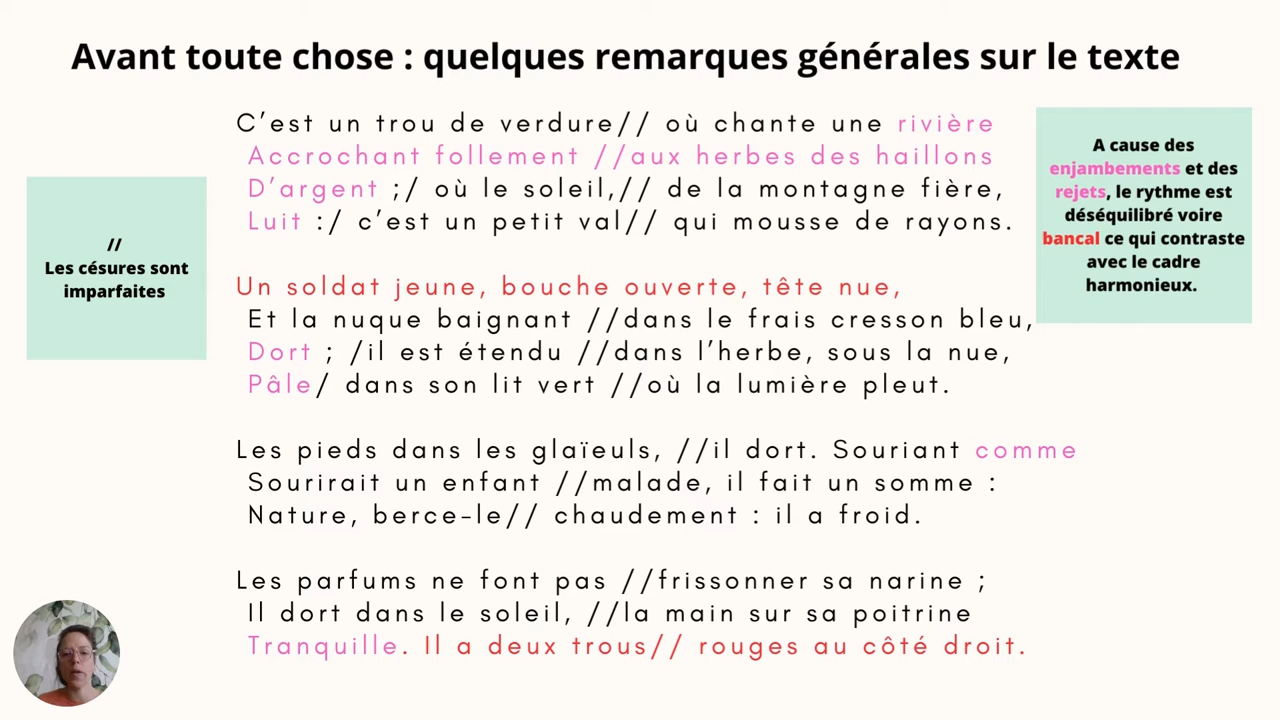 Avant toute chose : quelques remarques générales sur le texte
//
Les césures sont
imparfaites
C'est un trou de verdure// où chante une rivière
Accrochant follement //aux herbes des haillons
D'argent ;/ où le soleil,// de la montagne fière,
Luit :/ c'est un petit val// qui mousse de rayons.
Un soldat jeune, bouche ouverte, tête nue,
Et la nuque baignant //dans le frais cresson bleu,
Dort ; /il est étendu //dans l'herbe, sous la nue,
Pâle/ dans son lit vert //où la lumière pleut.
Les pieds dans les glaïeuls, //il dort. Souriant comme
Sourirait un enfant //malade, il fait un somme :
Nature, berce-le// chaudement : il a froid.
Les parfums ne font pas //frissonner sa narine ;
Il dort dans le soleil, //la main sur sa poitrine
Tranquille. Il a deux trous// rouges au côté droit.
A cause des
enjambements et des
rejets, le rythme est
déséquilibré voire
bancal ce qui contraste
avec le cadre
harmonieux.